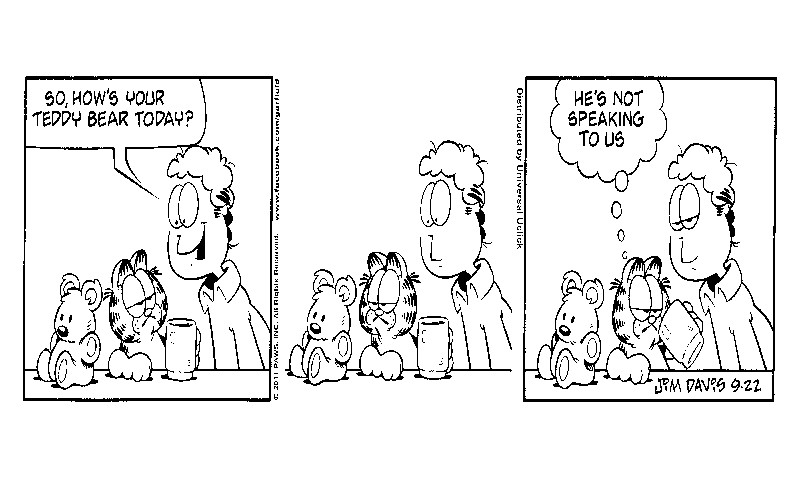 SO, HOW'S YOUR
TEDDY BEAR TODAY?
© 2011 PAWS, INC. All Rights Reserved. www.facebook.com/garfield
Distributed by Universal Uclick
HE'S NOT
SPEAKING
TO US
JIM DAVIS 9-22